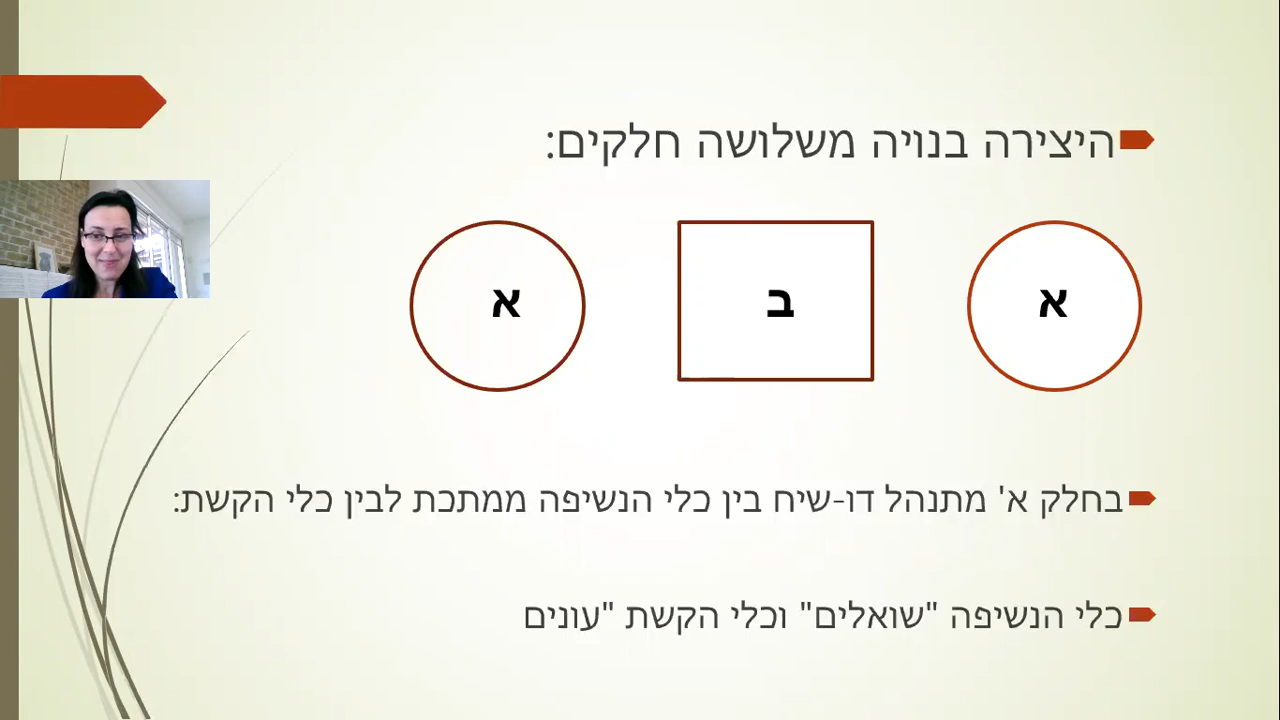 היצירה בנויה משלושה חלקים:
א
ב
א
בחלק א' מתנהל דו-שיח בין כלי הנשיפה ממתכת לבין כלי הקשת:
כלי הנשיפה "שואלים" וכלי הקשת "עונים